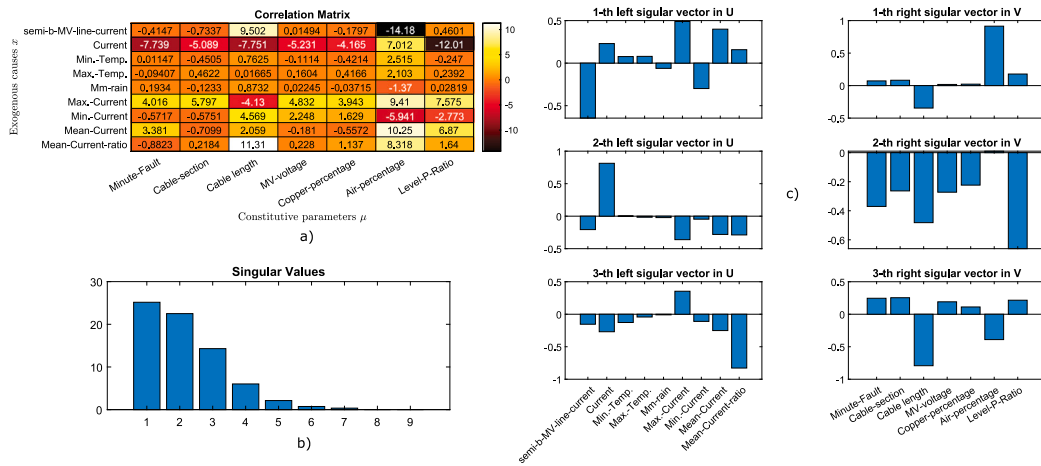 Correlation Matrix
Exogenous causes x
semi-b-MV-line-current -0.4147 -0.7337 9.502 0.01494 -0.1797 -14.18 0.4601
Current -7.739 -5.089 -7.751 -5.231 -4.165 7.012 -12.01
Min.-Temp. 0.01147 -0.4505 0.7625 -0.1114 -0.4214 2.515 -0.247
Max.-Temp. -0.09407 0.4622 0.01665 0.1604 0.4166 2.103 0.2392
Mm-rain 0.1934 -0.1233 0.8732 0.02245 -0.03715 -1.37 0.02819
Max.-Current 4.016 5.797 -4.13 4.832 3.943 9.41 7.575
Min.-Current -0.5717 -0.5751 4.569 2.248 1.629 -5.941 -2.773
Mean-Current 3.381 -0.7099 2.059 -0.181 -0.5572 10.25 6.87
Mean-Current-ratio -0.8823 0.2184 11.31 0.228 1.137 8.318 1.64
10
5
0
-5
-10
Minute-Fault
Cable-section
Cable length
MV-voltage
Copper-percentage
Air-percentage
Level-P-Ratio
Constitutive parameters μ
a)
Singular Values
30
20
10
0
1 2 3 4 5 6 7 8 9
b)
1-th left sigular vector in U
0.5
0
-0.5
2-th left sigular vector in U
1
0.5
0
-0.5
3-th left sigular vector in U
0.5
0
-0.5
-1
semi-b-MV-line-current
Current
Min.-Temp.
Max.-Temp.
Mm-rain
Max.-Current
Min.-Current
Mean-Current
Mean-Current-ratio
1-th right sigular vector in V
1
0.5
0
-0.5
2-th right sigular vector in V
0
-0.2
-0.4
-0.6
c)
3-th right sigular vector in V
0.5
0
-0.5
-1
Minute-Fault
Cable-section
Cable length
MV-voltage
Copper-percentage
Air-percentage
Level-P-Ratio